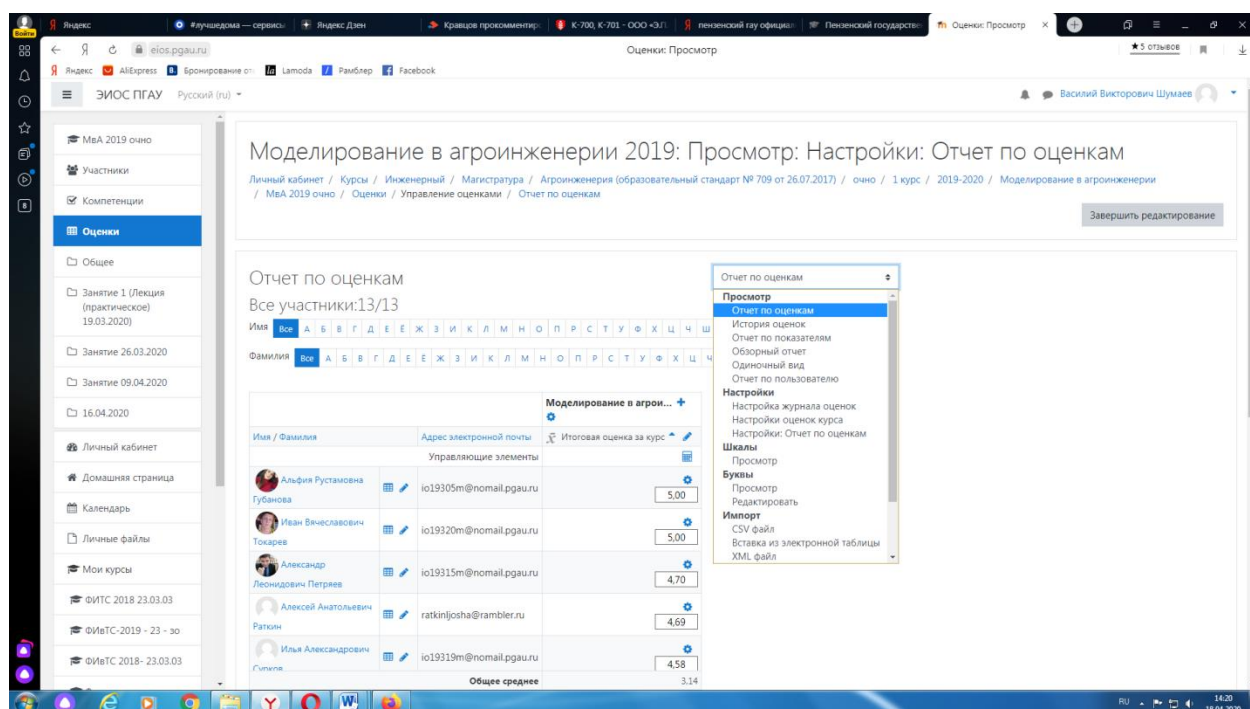 Войти
Яндекс
#лучшедома — сервисы
Яндекс Дзен
Кравцов прокомментиро
К-700, К-701 - ООО «ЭЛ
пензенский гау официал
Пензенский государстве
Оценки: Просмотр
eios.pgau.ru
Оценки: Просмотр
★5 отзывов
Яндекс
AliExpress
Бронирование от
Lamoda
Рамблер
Facebook
ЭИОС ПГАУ
Русский (ru)
Василий Викторович Шумаев
МвА 2019 очно
Участники
Компетенции
Оценки
Общее
Занятие 1 (Лекция
(практическое)
19.03.2020)
Занятие 26.03.2020
Занятие 09.04.2020
16.04.2020
Личный кабинет
Домашняя страница
Календарь
Личные файлы
Мои курсы
ФИТС 2018 23.03.03
ФИвТС-2019 - 23 - зо
ФИвТС 2018- 23.03.03
Моделирование в агроинженерии 2019: Просмотр: Настройки: Отчет по оценкам
Личный кабинет / Курсы / Инженерный / Магистратура / Агроинженерия (образовательный стандарт № 709 от 26.07.2017) / очно / 1 курс / 2019-2020 / Моделирование в агроинженерии
/ МвА 2019 очно / Оценки / Управление оценками / Отчет по оценкам
Завершить редактирование
Отчет по оценкам
Все участники:13/13
Имя Все А Б В Г Д Е Ё Ж З И К Л М Н О П Р С Т У Ф Х Ц Ч Ш
Фамилия Все А Б В Г Д Е Ё Ж З И К Л М Н О П Р С Т У Ф Х Ц Ч
Отчет по оценкам
Просмотр
Отчет по оценкам
История оценок
Отчет по показателям
Обзорный отчет
Одиночный вид
Отчет по пользователю
Настройки
Настройка журнала оценок
Настройки оценок курса
Настройки: Отчет по оценкам
Шкалы
Просмотр
Буквы
Просмотр
Редактировать
Импорт
CSV файл
Вставка из электронной таблицы
XML файл
Моделирование в агрои...
Имя / Фамилия
Адрес электронной почты
Итоговая оценка за курс
Управляющие элементы
Альфия Рустамовна
Губанова
io19305m@nomail.pgau.ru
5,00
Иван Вячеславович
Токарев
io19320m@nomail.pgau.ru
5,00
Александр
Леонидович Петряев
io19315m@nomail.pgau.ru
4,70
Алексей Анатольевич
Раткин
ratkinljosha@rambler.ru
4,69
Илья Александрович
io19319m@nomail.pgau.ru
4,58
Общее среднее
3,14
RU
14:20
18.04.2020